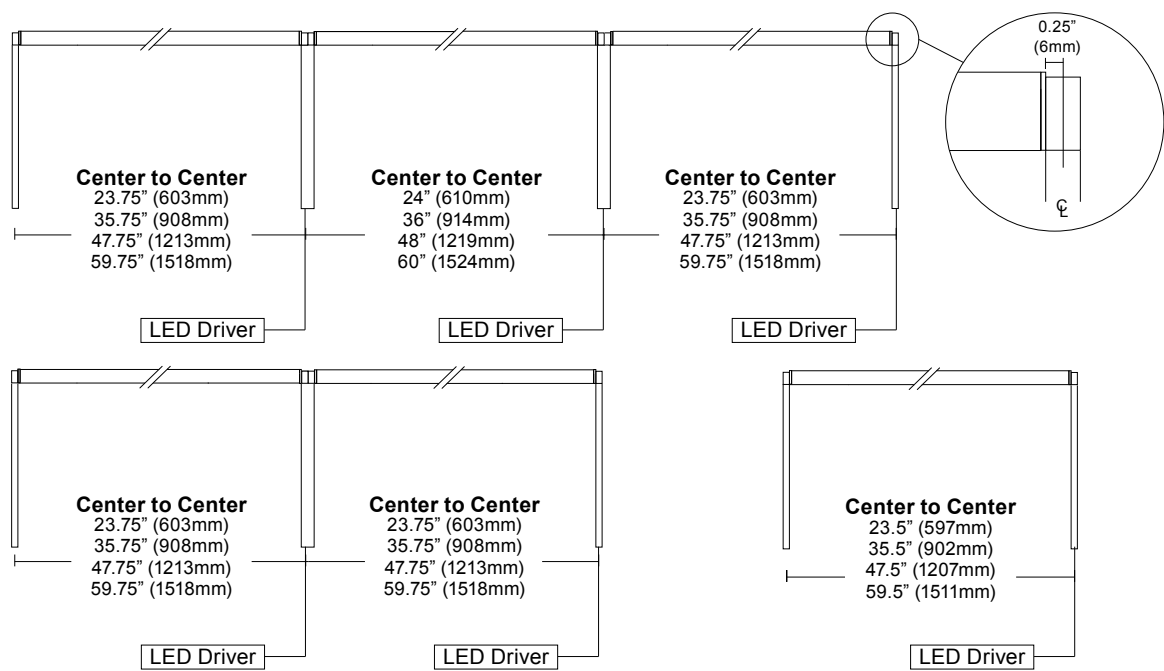 0.25”
(6mm)
℄
Center to Center
23.75” (603mm)
35.75” (908mm)
47.75” (1213mm)
59.75” (1518mm)
Center to Center
24” (610mm)
36” (914mm)
48” (1219mm)
60” (1524mm)
Center to Center
23.75” (603mm)
35.75” (908mm)
47.75” (1213mm)
59.75” (1518mm)
LED Driver
LED Driver
LED Driver
Center to Center
23.75” (603mm)
35.75” (908mm)
47.75” (1213mm)
59.75” (1518mm)
Center to Center
23.75” (603mm)
35.75” (908mm)
47.75” (1213mm)
59.75” (1518mm)
Center to Center
23.5” (597mm)
35.5” (902mm)
47.5” (1207mm)
59.5” (1511mm)
LED Driver
LED Driver
LED Driver